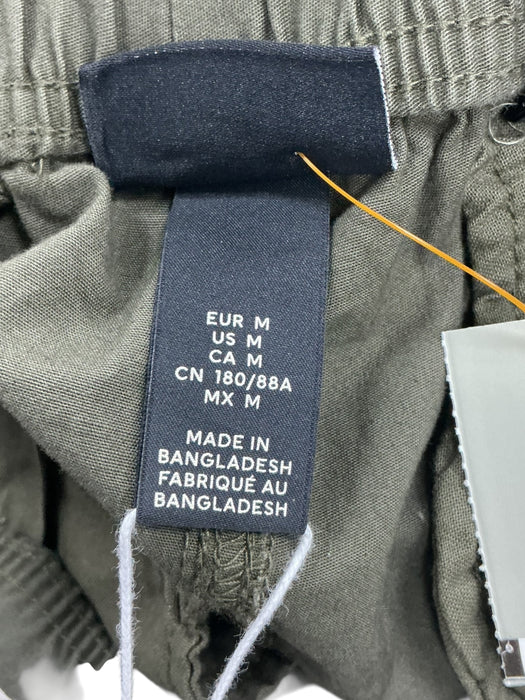 EUR M
US M
CA M
CN 180/88A
MX M
MADE IN
BANGLADESH
FABRIQUÉ AU
BANGLADESH